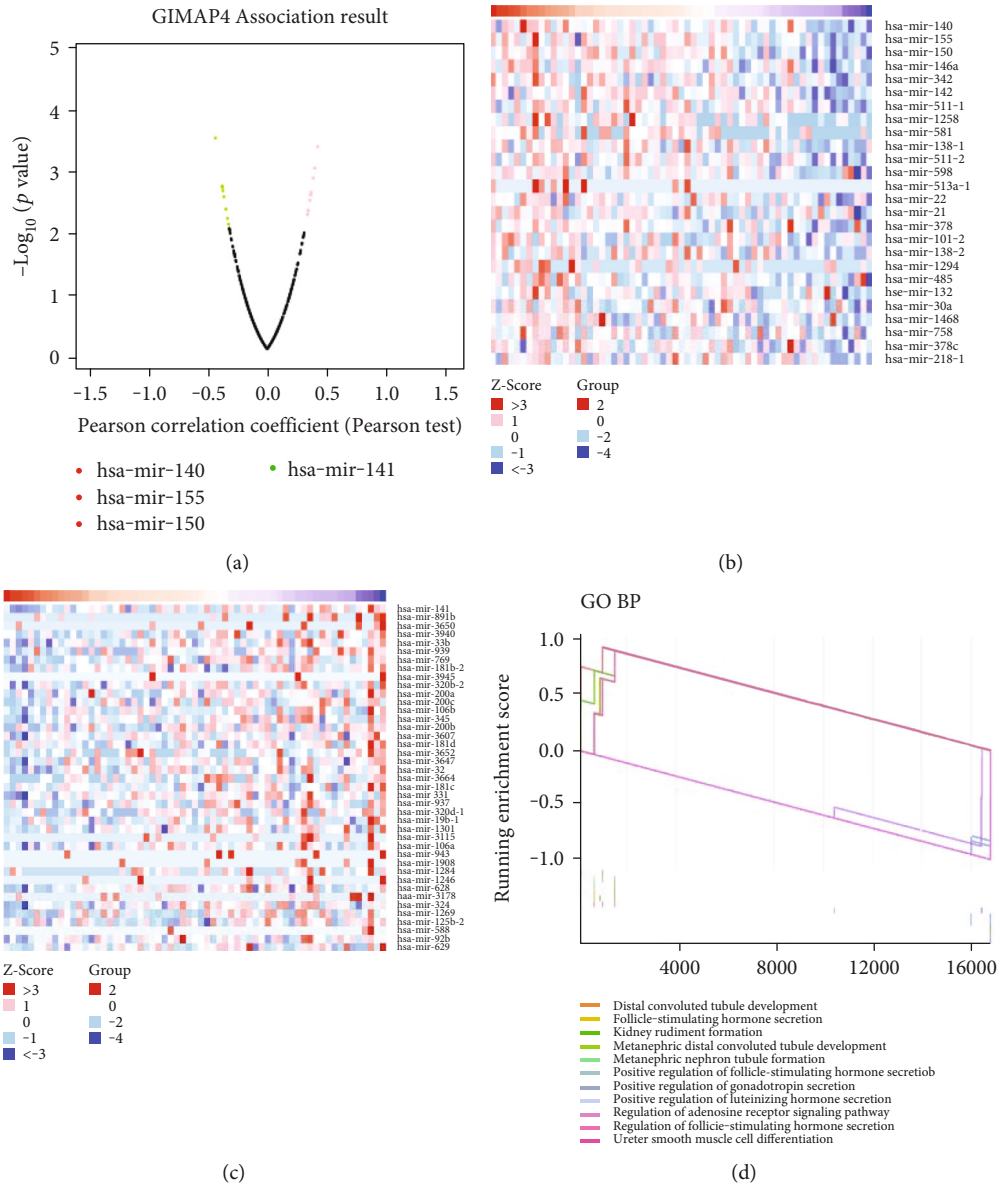 GIMAP4 Association result
5
4
3
2
1
0
−Log10 (p value)
−1.5 −1.0 −0.5 0.0 0.5 1.0 1.5
Pearson correlation coefficient (Pearson test)
hsa-mir-140
hsa-mir-155
hsa-mir-150
hsa-mir-141
(a)
hsa-mir-140
hsa-mir-155
hsa-mir-150
hsa-mir-146a
hsa-mir-342
hsa-mir-142
hsa-mir-511-1
hsa-mir-1258
hsa-mir-581
hsa-mir-138-1
hsa-mir-511-2
hsa-mir-598
hsa-mir-513a-1
hsa-mir-22
hsa-mir-21
hsa-mir-378
hsa-mir-101-2
hsa-mir-138-2
hsa-mir-1294
hsa-mir-485
hse-mir-132
hsa-mir-30a
hsa-mir-1468
hsa-mir-758
hsa-mir-378c
hsa-mir-218-1
Z-Score
>3
1
0
−1
<-3
Group
2
0
−2
−4
(b)
hsa-mir-141
hsa-mir-891b
hsa-mir-3650
hsa-mir-3940
hsa-mir-33b
hsa-mir-939
hsa-mir-769
hsa-mir-181b-2
hsa-mir-3945
hsa-mir-320b-2
hsa-mir-200a
hsa-mir-200c
hsa-mir-106b
hsa-mir-345
hsa-mir-200b
hsa-mir-3607
hsa-mir-181d
hsa-mir-3652
hsa-mir-3647
hsa-mir-32
hsa-mir-3664
hsa-mir-181c
hsa-mir 331
hsa-mir-937
hsa-mir-320d-1
hsa-mir-19b-1
hsa-mir-1301
hsa-mir-3115
hsa-mir-106a
hsa-mir-943
hsa-mir-1908
hsa-mir-1284
hsa-mir-1246
hsa-mir-628
haa-mir-3178
hsa-mir-324
hsa-mir-1269
hsa-mir-125b-2
hsa-mir-588
hsa-mir-92b
hsa-mir-629
Z-Score
>3
1
0
−1
<-3
Group
2
0
−2
−4
(c)
GO BP
1.0
0.5
0.0
−0.5
−1.0
Running enrichment score
4000 8000 12000 16000
Distal convoluted tubule development
Follicle-stimulating hormone secretion
Kidney rudiment formation
Metanephric distal convoluted tubule development
Metanephric nephron tubule formation
Positive regulation of follicle-stimulating hormone secretiob
Positive regulation of gonadotropin secretion
Positive regulation of luteinizing hormone secretion
Regulation of adenosine receptor signaling pathway
Regulation of follicie-stimulating hormone secretion
Ureter smooth muscle cell differentiation
(d)